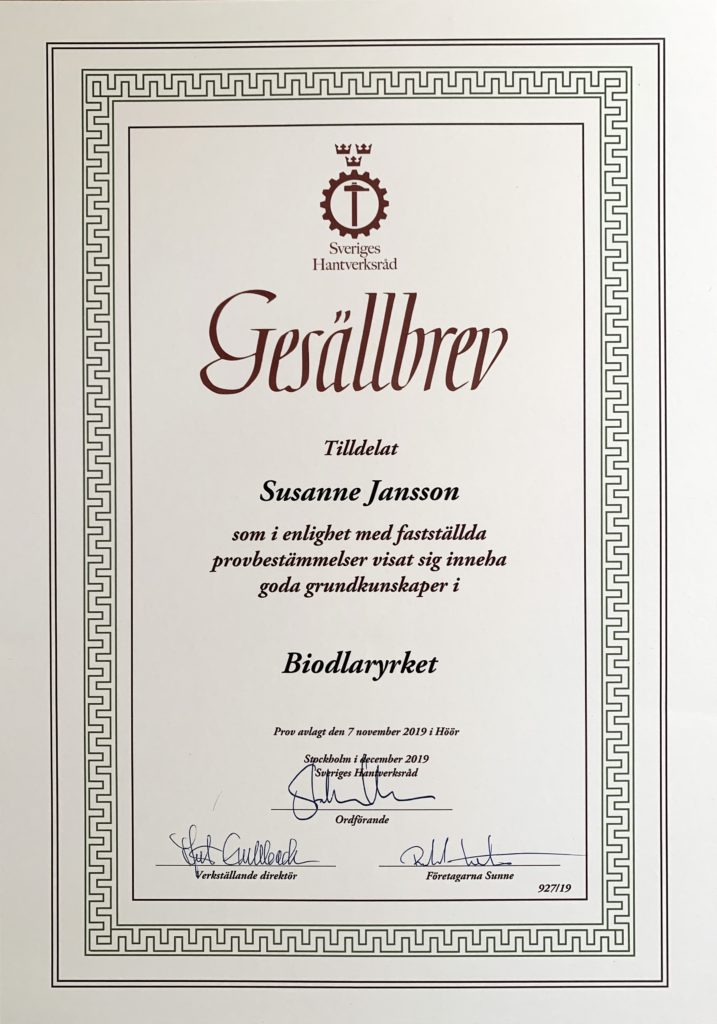 Sveriges
Hantverksråd
Gesällbrev
Tilldelat
Susanne Jansson
som i enlighet med fastställda
provbestämmelser visat sig inneha
goda grundkunskaper i
Biodlaryrket
Prov avlagt den 7 november 2019 i Höör
Stockholm i december 2019
Sveriges Hantverksråd
Ordförande
Verkställande direktör
Företagarna Sunne
927/19